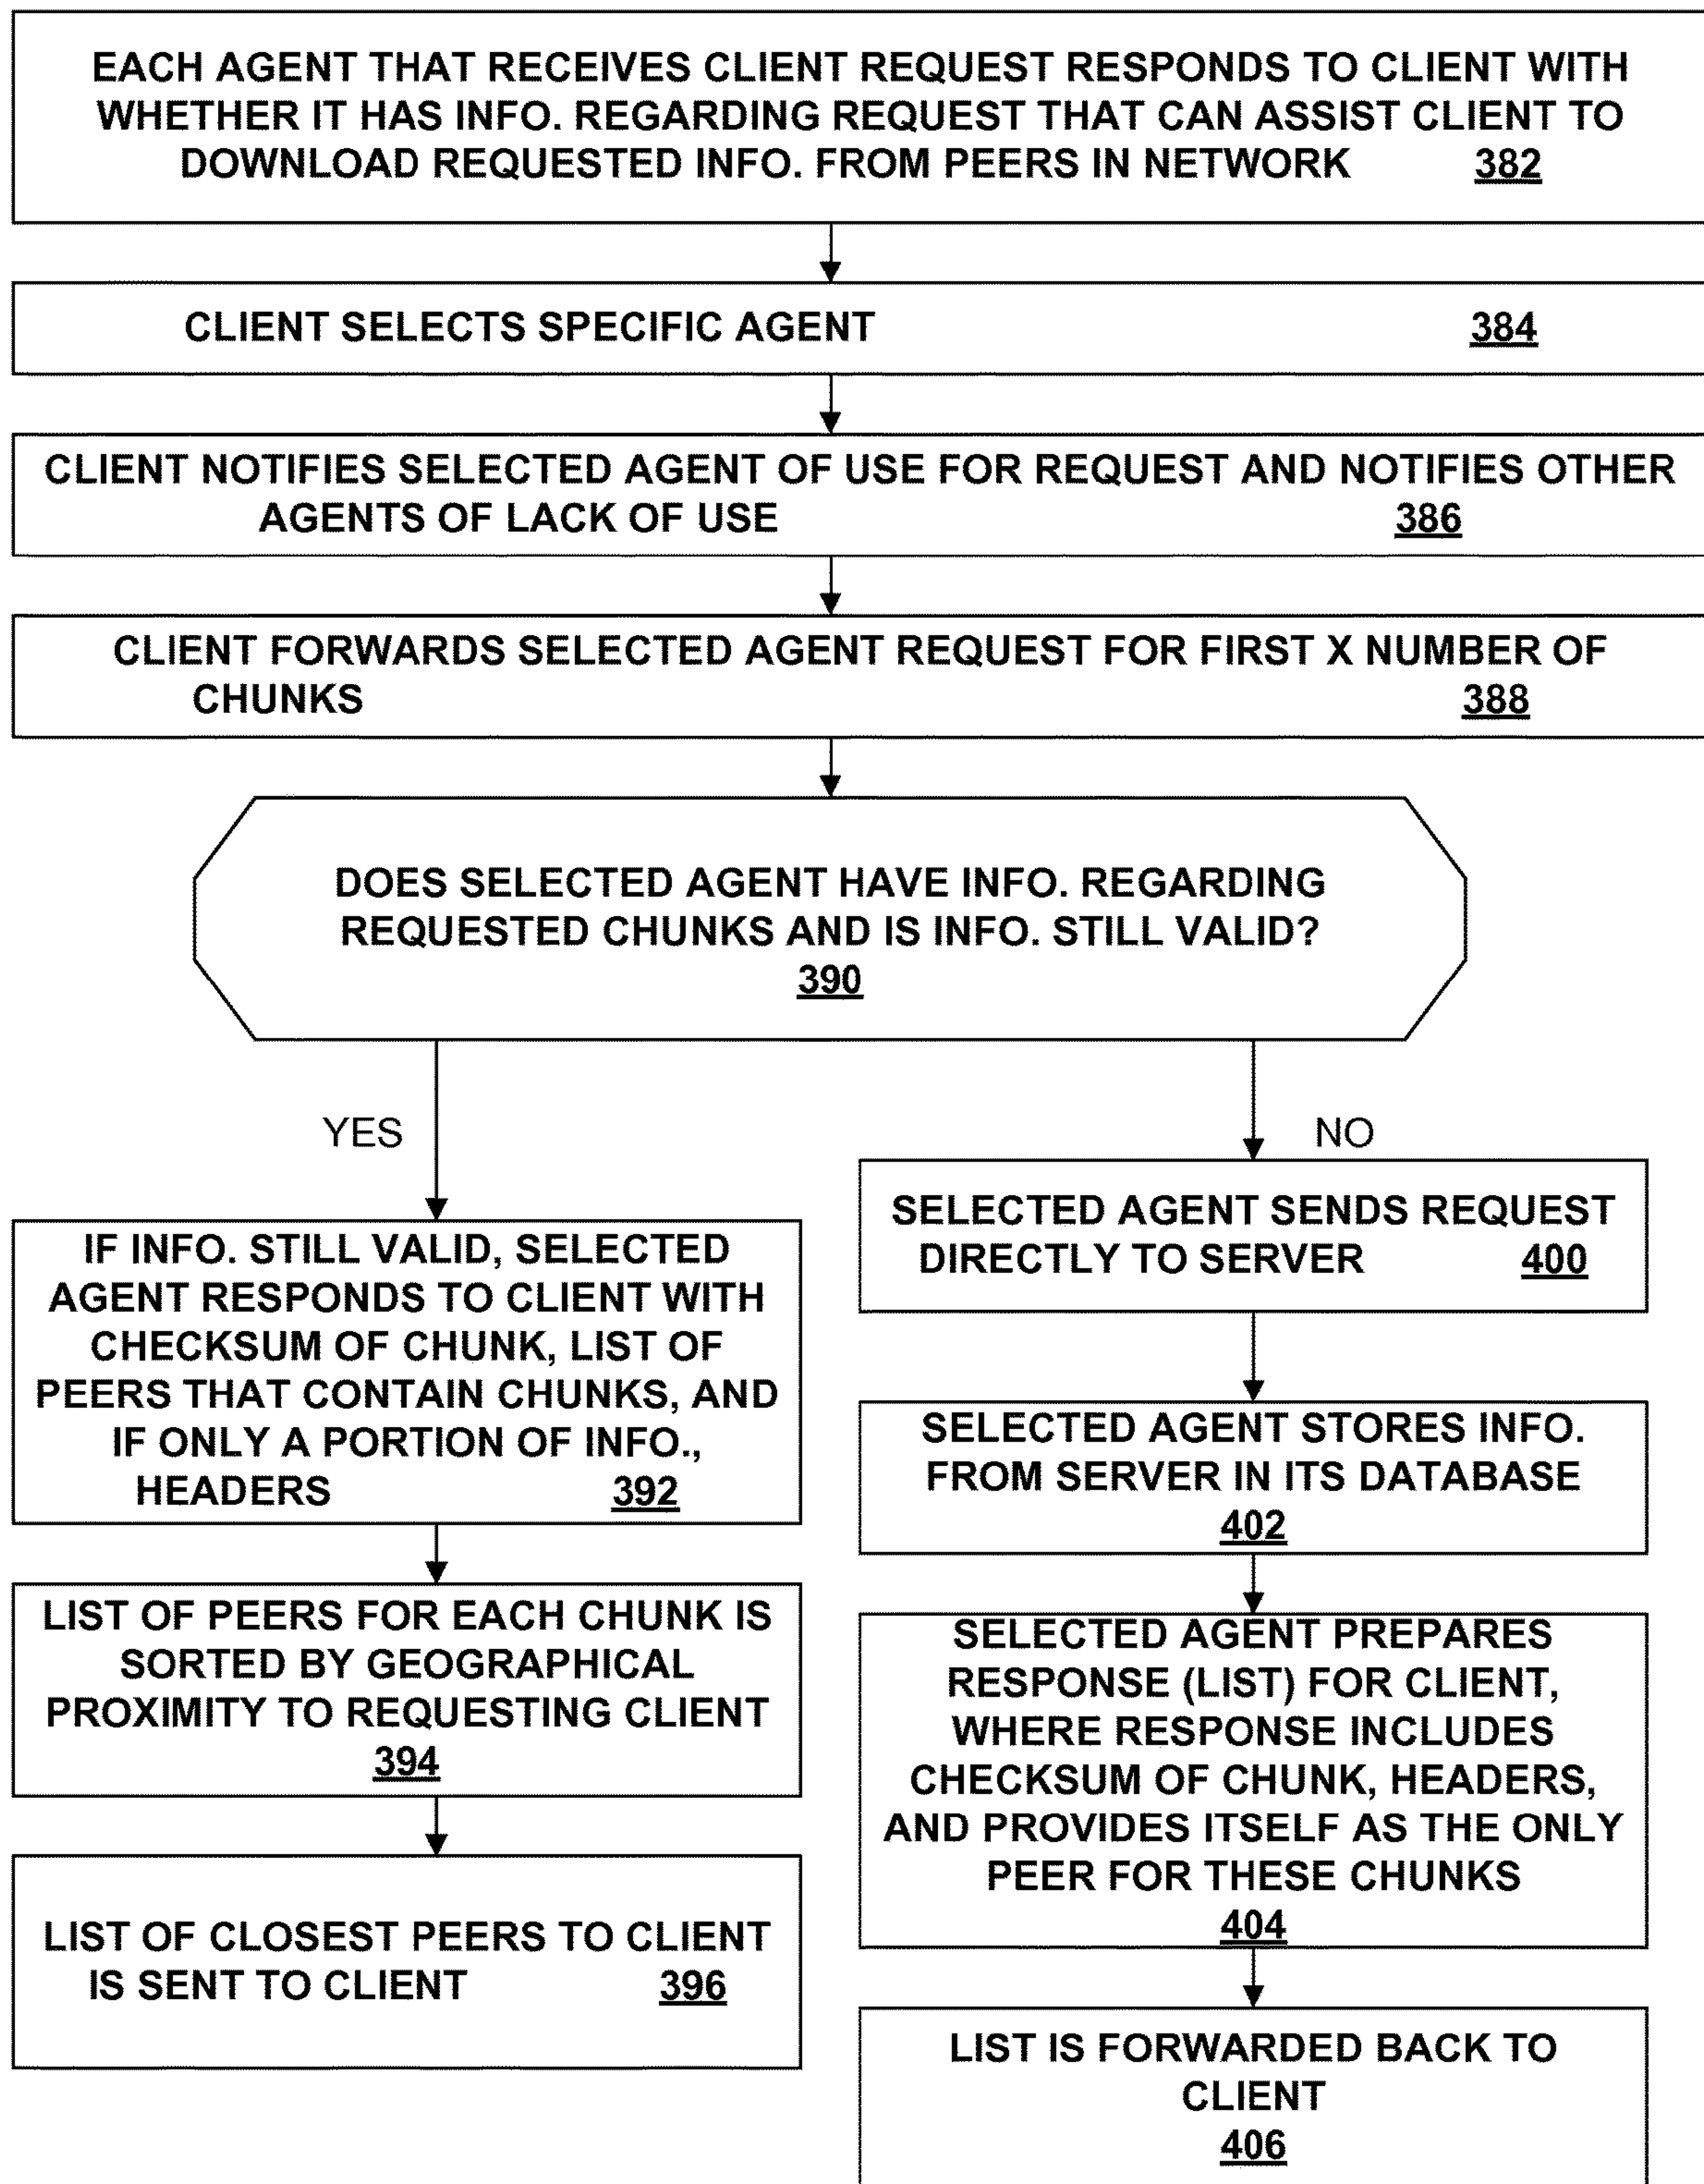 EACH AGENT THAT RECEIVES CLIENT REQUEST RESPONDS TO CLIENT WITH
WHETHER IT HAS INFO. REGARDING REQUEST THAT CAN ASSIST CLIENT TO
DOWNLOAD REQUESTED INFO. FROM PEERS IN NETWORK 382
CLIENT SELECTS SPECIFIC AGENT 384
CLIENT NOTIFIES SELECTED AGENT OF USE FOR REQUEST AND NOTIFIES OTHER
AGENTS OF LACK OF USE 386
CLIENT FORWARDS SELECTED AGENT REQUEST FOR FIRST X NUMBER OF
CHUNKS 388
DOES SELECTED AGENT HAVE INFO. REGARDING
REQUESTED CHUNKS AND IS INFO. STILL VALID?
390
YES
IF INFO. STILL VALID, SELECTED
AGENT RESPONDS TO CLIENT WITH
CHECKSUM OF CHUNK, LIST OF
PEERS THAT CONTAIN CHUNKS, AND
IF ONLY A PORTION OF INFO.,
HEADERS 392
LIST OF PEERS FOR EACH CHUNK IS
SORTED BY GEOGRAPHICAL
PROXIMITY TO REQUESTING CLIENT
394
LIST OF CLOSEST PEERS TO CLIENT
IS SENT TO CLIENT 396
NO
SELECTED AGENT SENDS REQUEST
DIRECTLY TO SERVER 400
SELECTED AGENT STORES INFO.
FROM SERVER IN ITS DATABASE
402
SELECTED AGENT PREPARES
RESPONSE (LIST) FOR CLIENT,
WHERE RESPONSE INCLUDES
CHECKSUM OF CHUNK, HEADERS,
AND PROVIDES ITSELF AS THE ONLY
PEER FOR THESE CHUNKS
404
LIST IS FORWARDED BACK TO
CLIENT
406